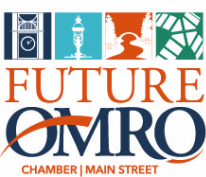 FUTURE
OMRO
CHAMBER | MAIN STREET